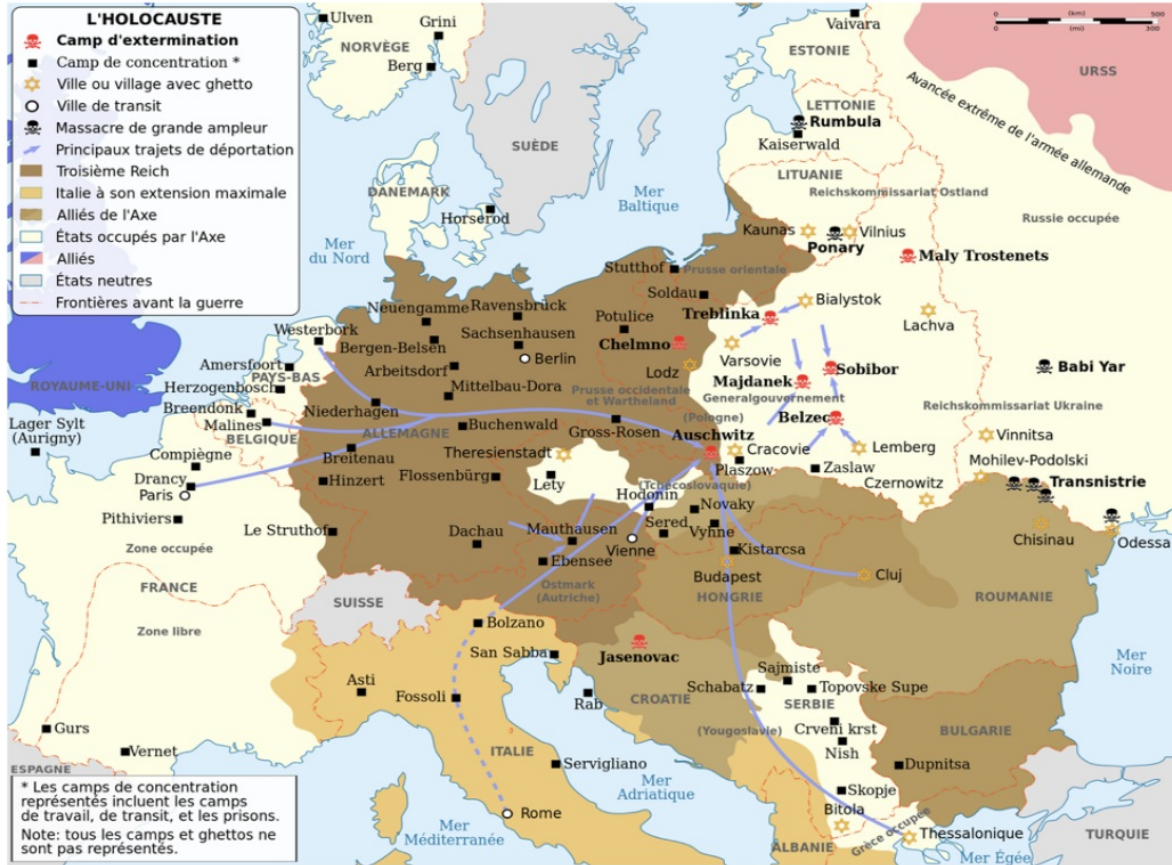 L'HOLOCAUSTE
Camp d'extermination
Camp de concentration *
Ville ou village avec ghetto
Ville de transit
Massacre de grande ampleur
Principaux trajets de déportation
Troisième Reich
Italie à son extension maximale
Alliés de l'Axe
États occupés par l'Axe
Alliés
États neutres
Frontières avant la guerre
Ulven
Grini
NORVÈGE
Berg
SUÈDE
Vaivara
ESTONIE
(km)
500
(mi)
300
URSS
Avancée extrême de l'armée allemande
LETTONIE
Rumbula
Kaiserwald
LITUANIE
Reichskommissariat Ostland
Russie occupée
DANEMARK
Horserød
Mer
Baltique
Mer
du Nord
Kaunas
Vilnius
Ponary
Maly Trostenets
Stutthof
Prusse orientale
Soldau
Bialystok
Treblinka
Lachva
Neuengamme
Ravensbrück
Sachsenhausen
Potulice
Westerbork
Bergen-Belsen
Berlin
Chelmno
Varsovie
Babi Yar
Amersfoort
PAYS-BAS
Arbeitsdorf
Lodz
Sobibor
Majdanek
Herzogenbosch
Mittelbau-Dora
Prusse occidentale
et Wartheland
Generalgouvernement
ROYAUME-UNI
Breendonk
Niederhagen
(Pologne)
Belzec
Reichskommissariat Ukraine
Malines
BELGIQUE
ALLEMAGNE
Buchenwald
Gross-Rosen
Auschwitz
Lager Sylt
(Aurigny)
Cracovie
Lemberg
Vinnitsa
Compiègne
Breitenau
Theresienstadt
Plaszow
Zaslaw
Mohilev-Podolski
Drancy
Hinzert
Flossenbürg
Lety
(Tchécoslovaquie)
Czernowitz
Transnistrie
Paris
Hodonin
Novaky
Pithiviers
Le Struthof
Dachau
Mauthausen
Sered
Vyhne
Chisinau
Odessa
Zone occupée
Vienne
Kistarcsa
Ebensee
FRANCE
Ostmark
(Autriche)
Budapest
Cluj
HONGRIE
ROUMANIE
SUISSE
Zone libre
Bolzano
San Sabba
Jasenovac
Mer
Noire
Asti
Fossoli
Rab
CROATIE
Sajmiste
Schabatz
Topovske Supe
SERBIE
Gurs
Crveni krst
BULGARIE
(Yougoslavie)
Nish
Vernet
ITALIE
Servigliano
Dupnitsa
ESPAGNE
Mer
Adriatique
Skopje
* Les camps de concentration
représentés incluent les camps
de travail, de transit, et les prisons.
Note: tous les camps et ghettos ne
sont pas représentés.
Rome
Bitola
Mer
Méditerranée
Thessalonique
Grèce occupée
ALBANIE
Mer Égée
TURQUIE